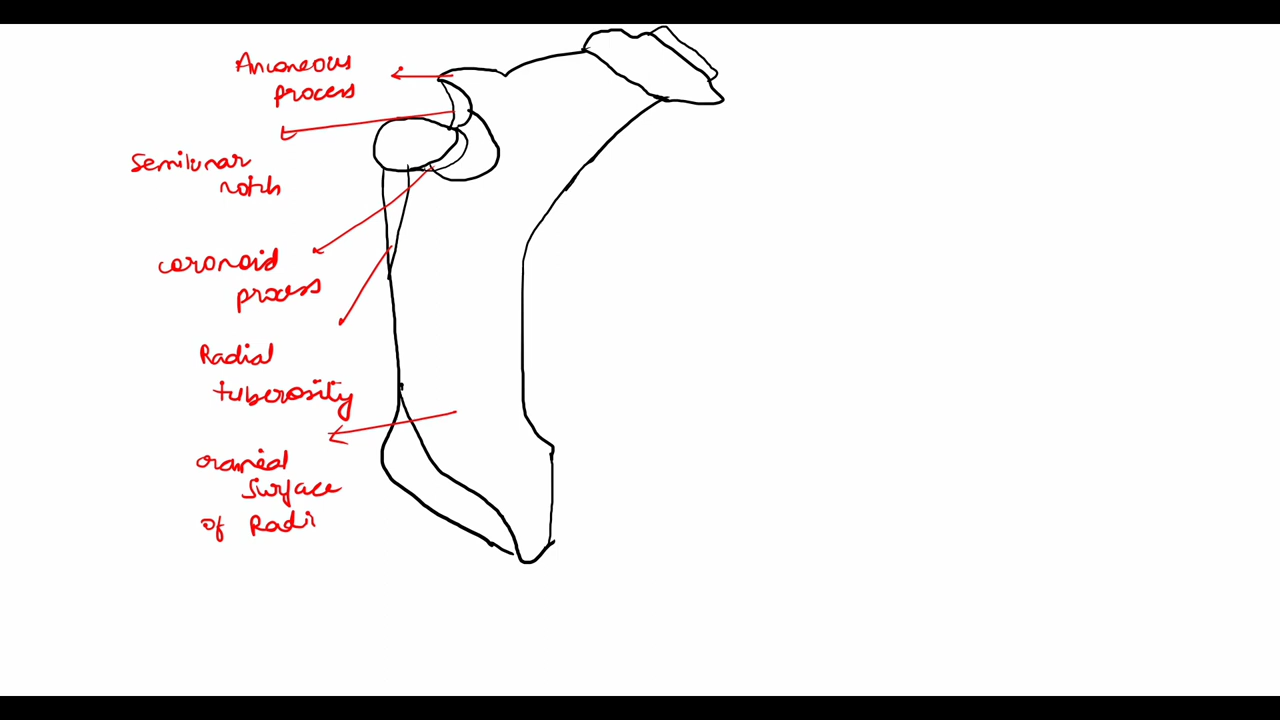 Anconeous
process
Semilunar
notch
coronoid
process
Radial
tuberosity
cranial
surface
of Radi